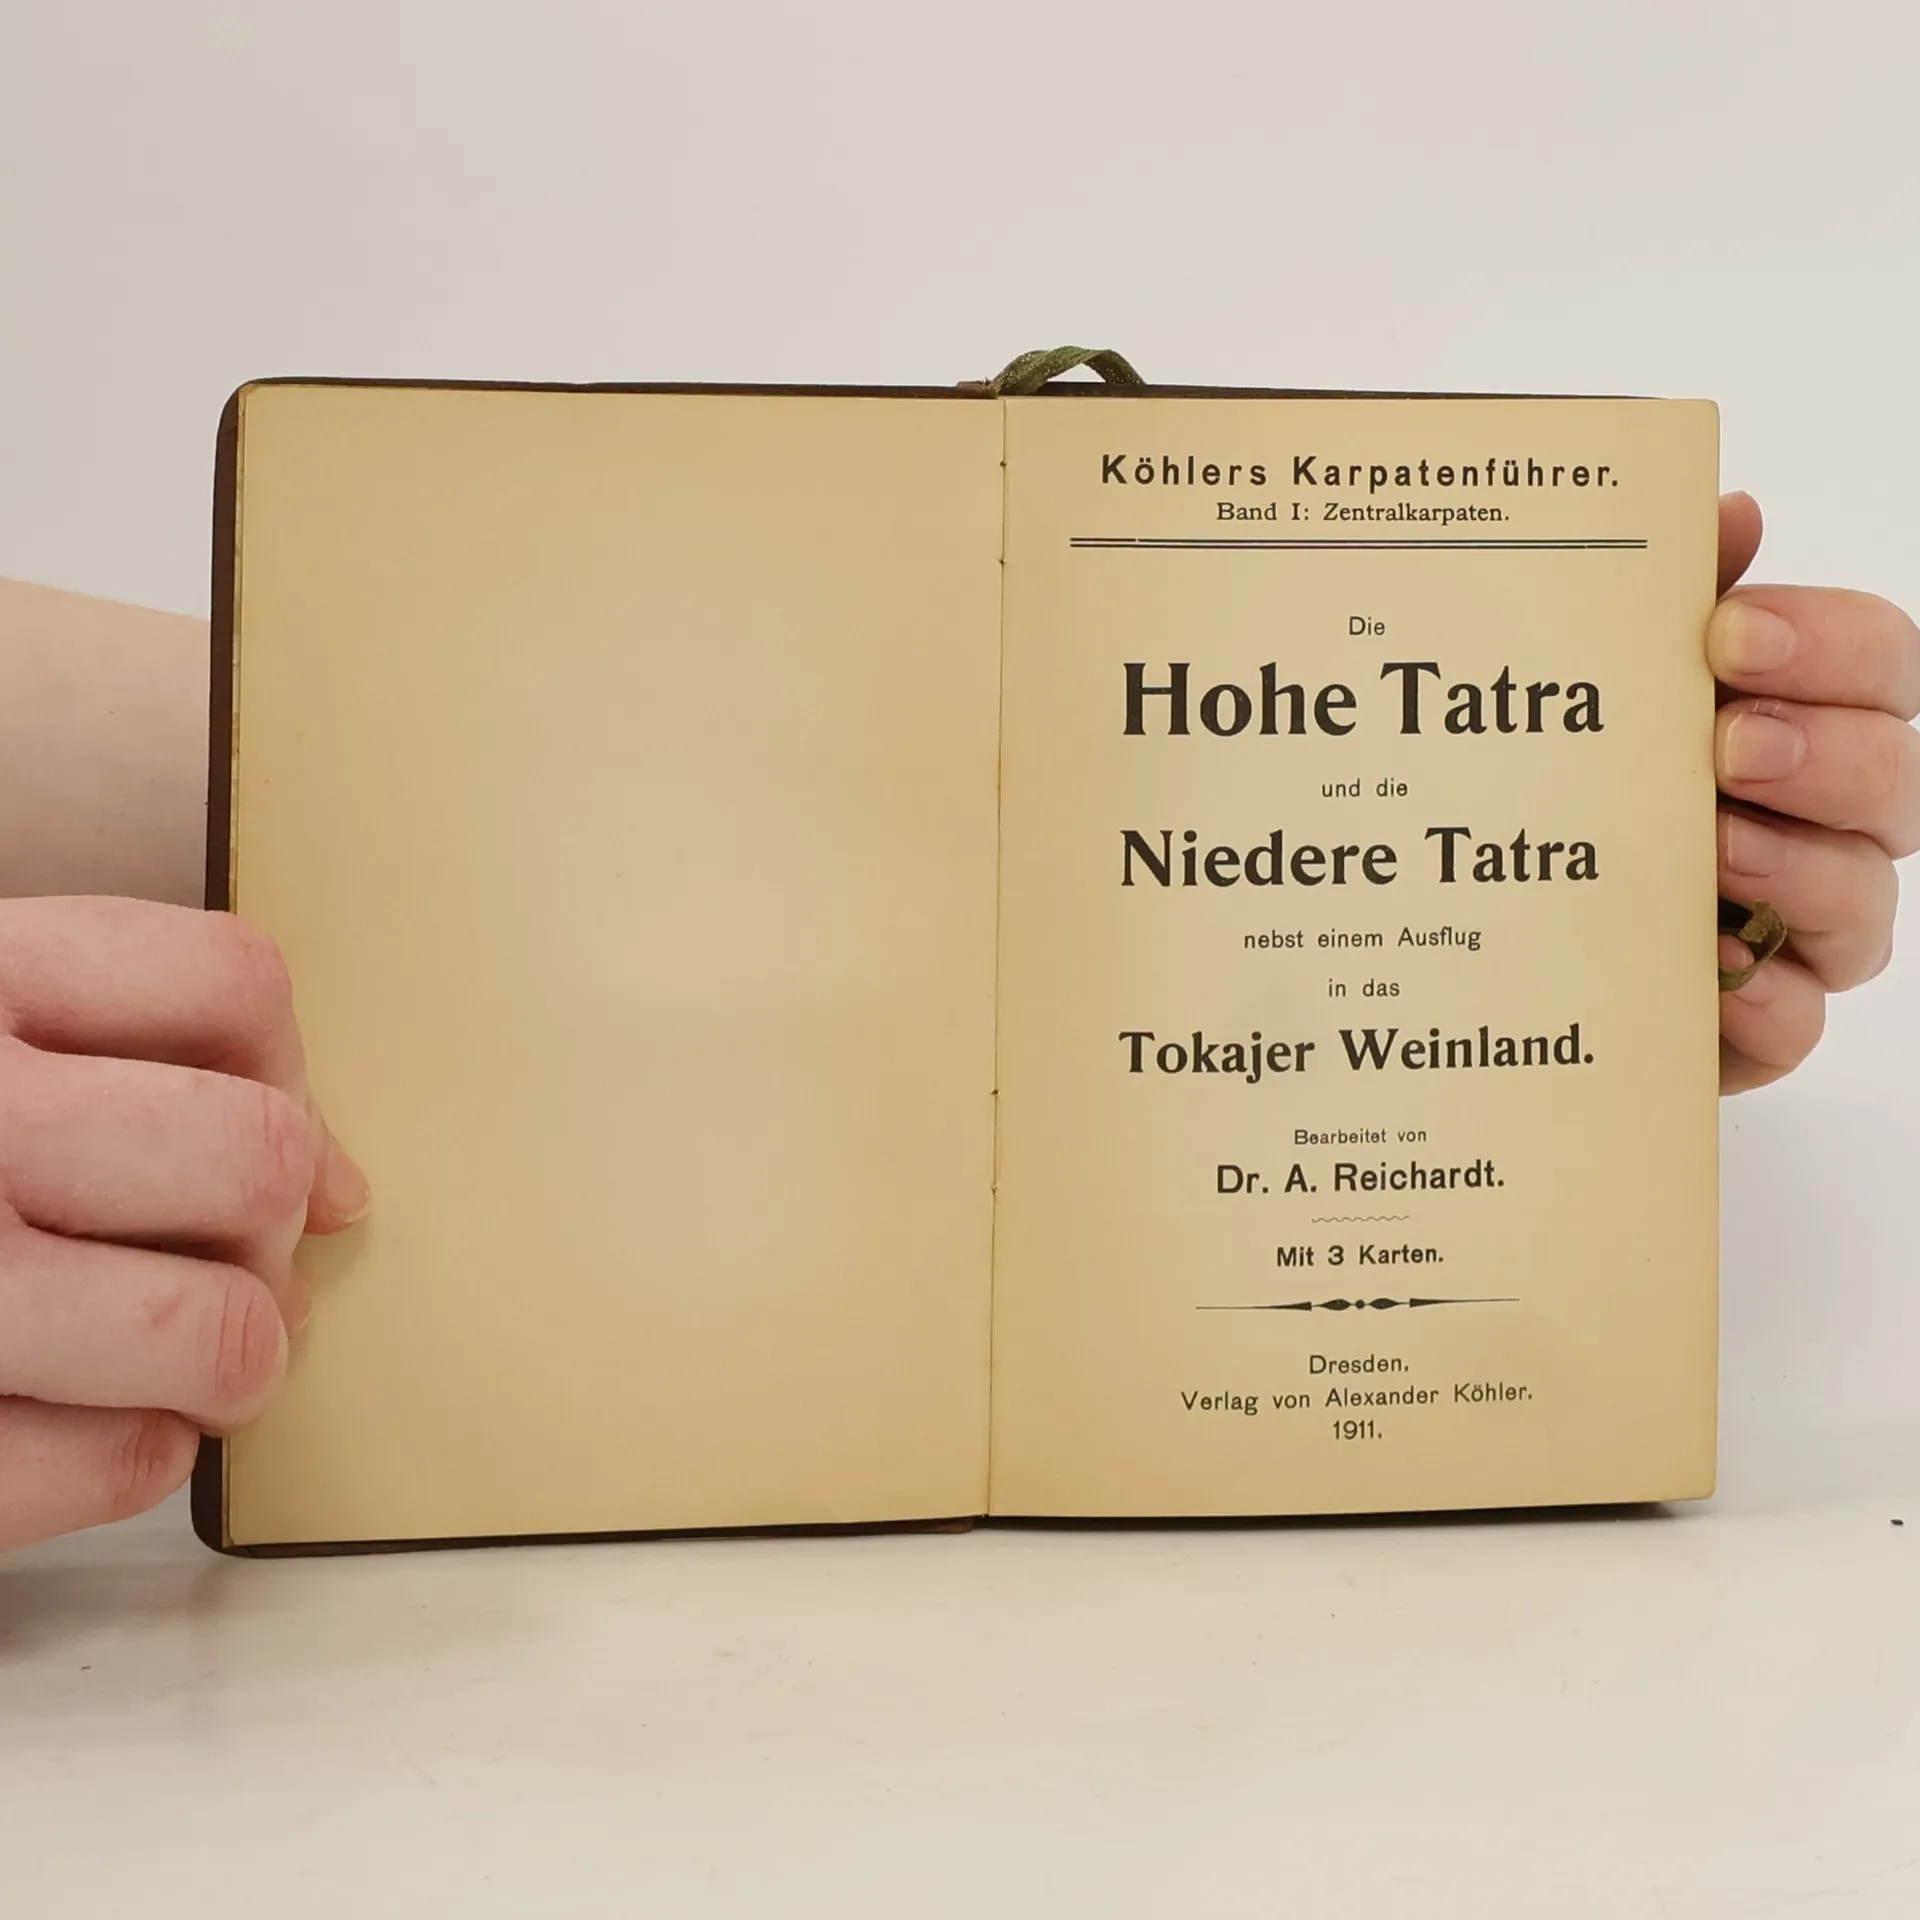 Köhlers Karpatenführer.
Band I: Zentralkarpaten.
Die
Hohe Tatra
und die
Niedere Tatra
nebst einem Ausflug
in das
Tokajer Weinland.
Bearbeitet von
Dr. A. Reichardt.
Mit 3 Karten.
Dresden.
Verlag von Alexander Köhler.
1911.